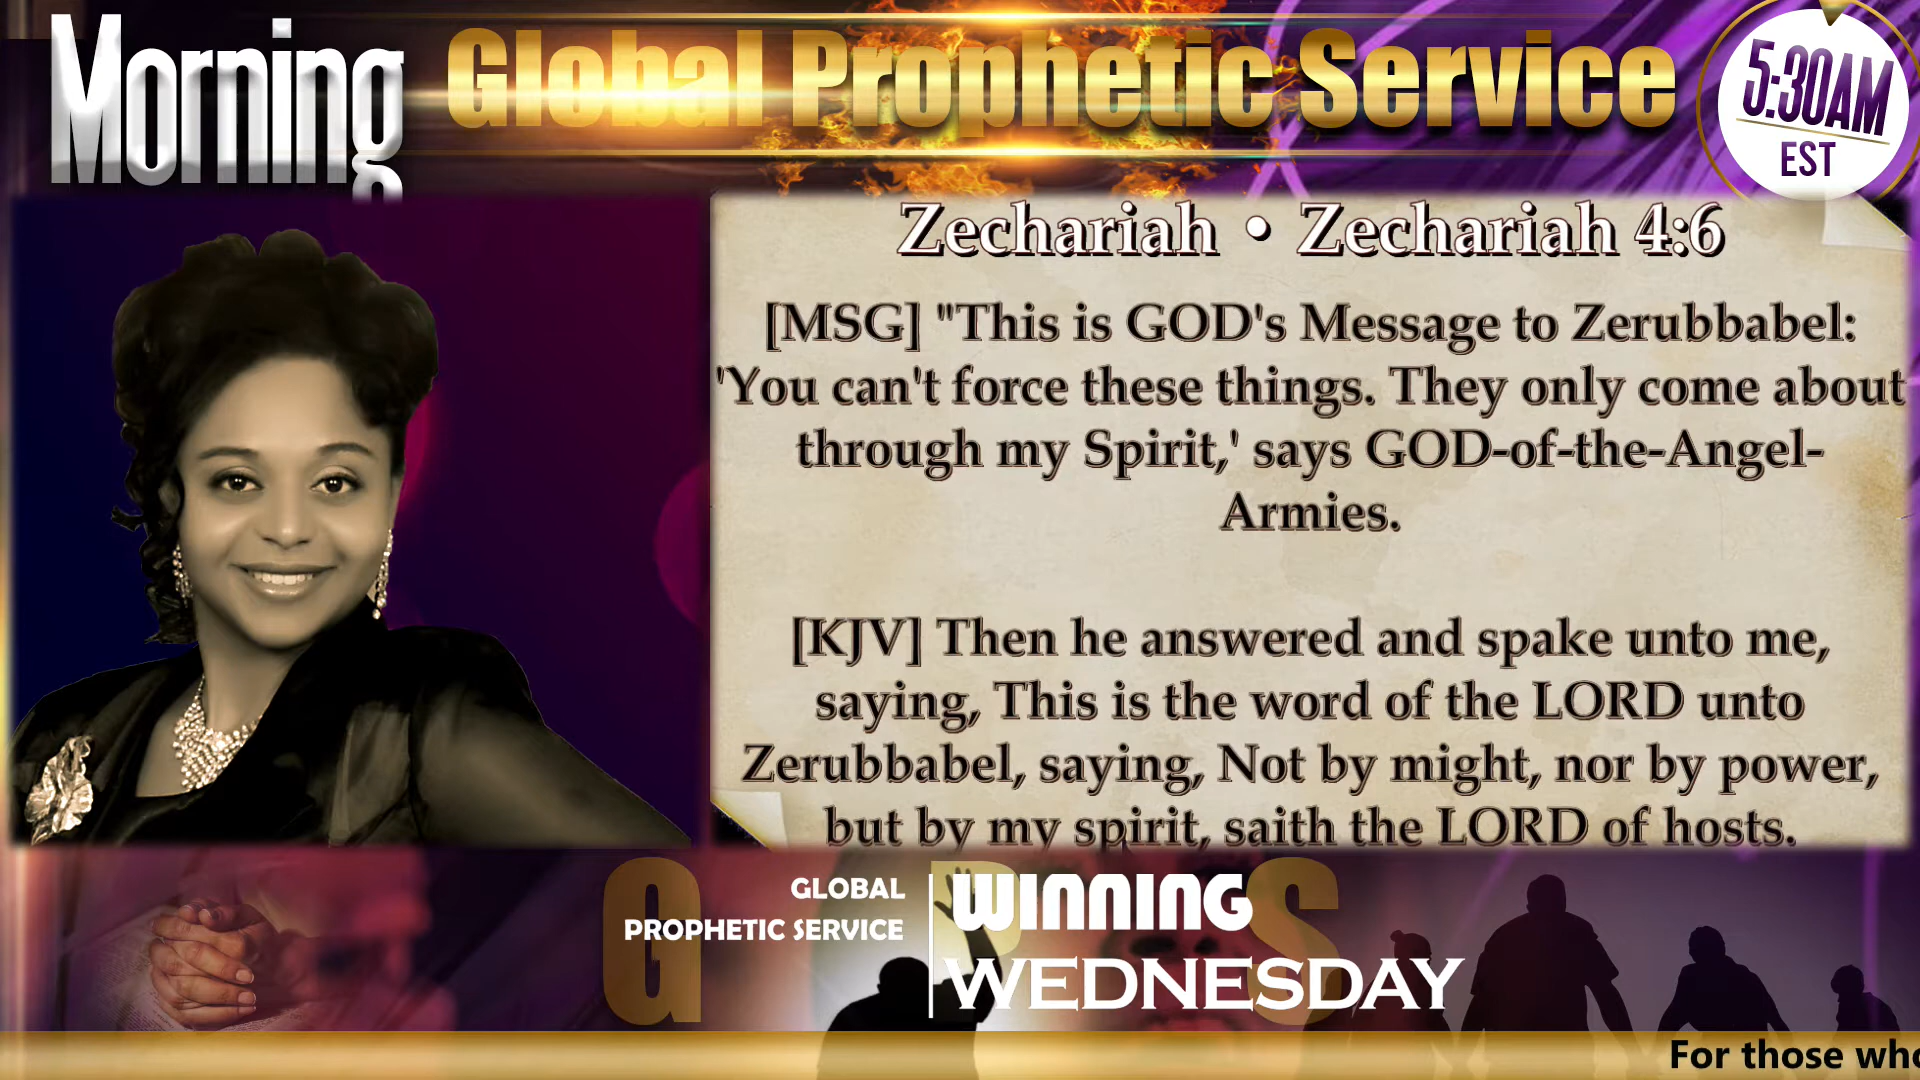 Morning
Global Prophetic Service
5:30AM
EST
Zechariah • Zechariah 4:6
[MSG] "This is GOD's Message to Zerubbabel:
'You can't force these things. They only come about
through my Spirit,' says GOD-of-the-Angel-
Armies.
[KJV] Then he answered and spake unto me,
saying, This is the word of the LORD unto
Zerubbabel, saying, Not by might, nor by power,
but by my spirit, saith the LORD of hosts.
G P S
GLOBAL
PROPHETIC SERVICE
WINNING
WEDNESDAY
For those